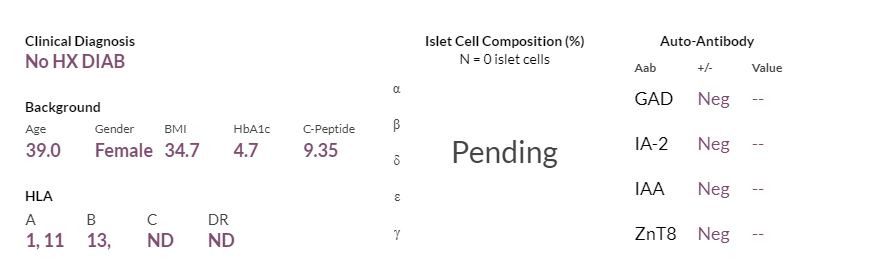 Clinical Diagnosis
No HX DIAB
Background
Age Gender BMI HbA1c C-Peptide
39.0 Female 34.7 4.7 9.35
HLA
A B C DR
1, 11 13, ND ND
Islet Cell Composition (%)
N = 0 islet cells
α
β
δ
ε
γ
Pending
Auto-Antibody
Aab +/- Value
GAD Neg --
IA-2 Neg --
IAA Neg --
ZnT8 Neg --